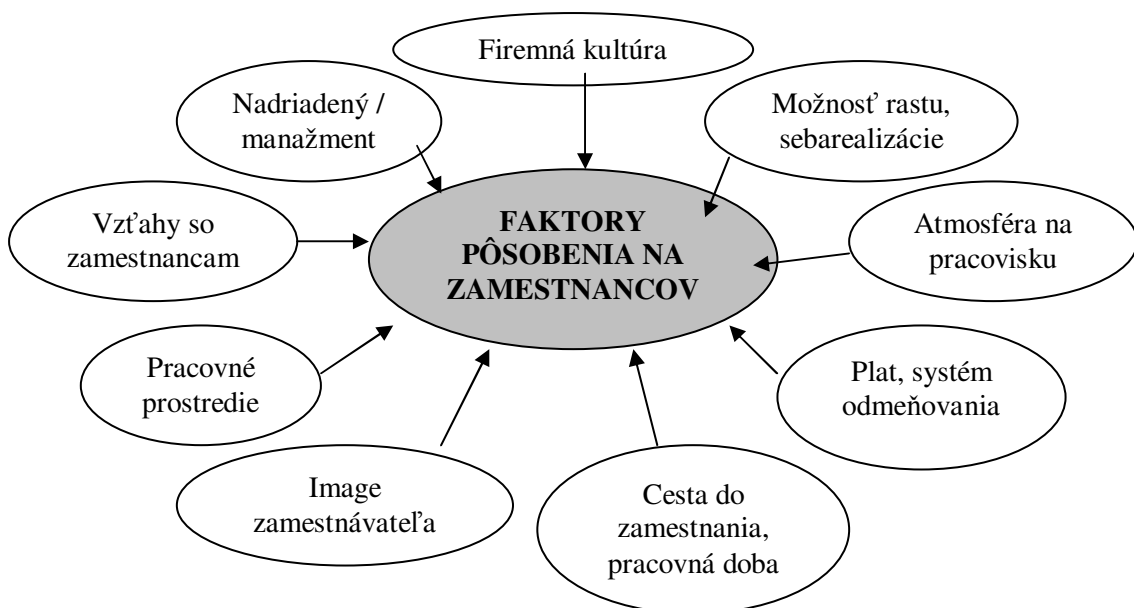 Firemná kultúra
Nadriadený /
manažment
Možnosť rastu,
sebarealizácie
Vzťahy so
zamestnancam
FAKTORY
PÔSOBENIA NA
ZAMESTNANCOV
Atmosféra na
pracovisku
Pracovné
prostredie
Plat, systém
odmeňovania
Image
zamestnávateľa
Cesta do
zamestnania,
pracovná doba